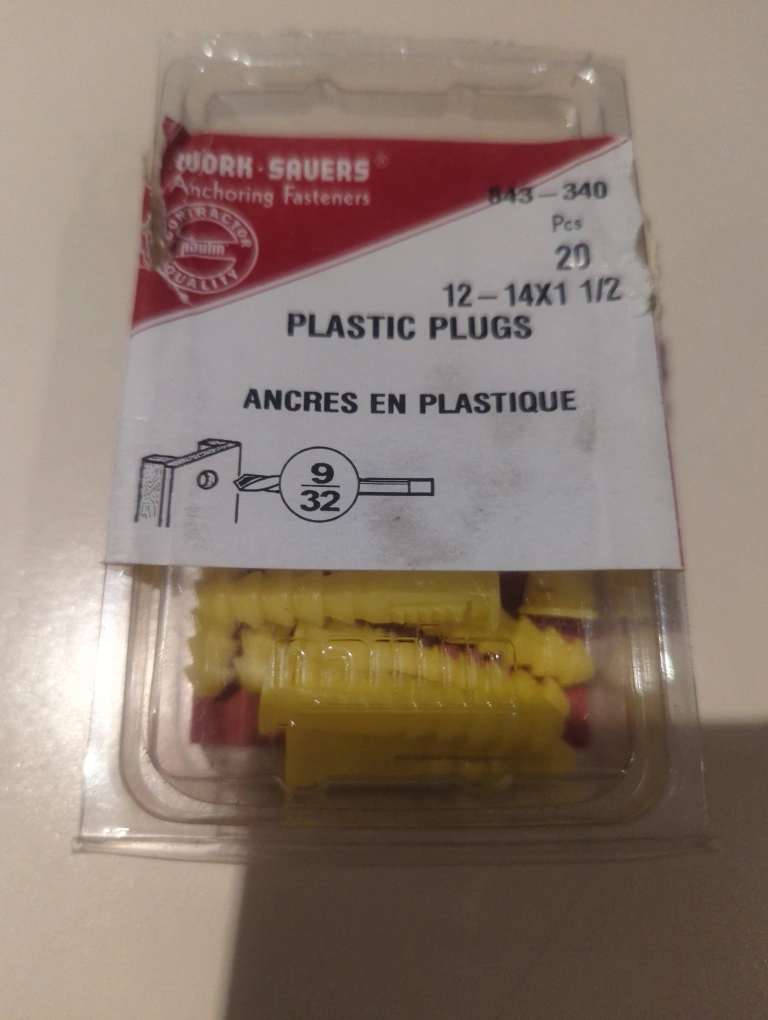 WORK·SAVERS®
Anchoring Fasteners
CONTRACTOR
paulin
QUALITY
843-340
Pcs
20
12-14X1 1/2
PLASTIC PLUGS
ANCRES EN PLASTIQUE
9
32